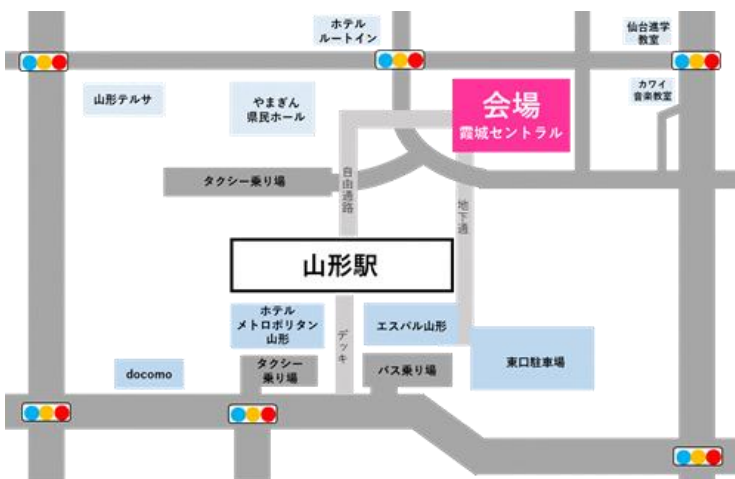 ホテル
ルートイン
仙台進学
教室
山形テルサ
やまぎん
県民ホール
会場
霞城セントラル
カワイ
音楽教室
タクシー乗り場
自由通路
地下通
山形駅
ホテル
メトロポリタン
山形
デッキ
エスパル山形
docomo
タクシー
乗り場
バス乗り場
東口駐車場